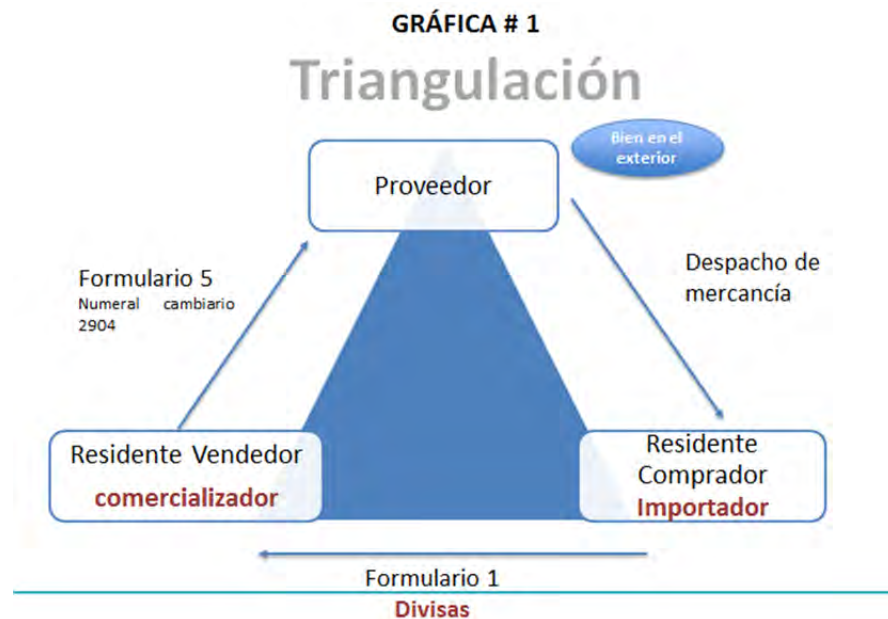 GRÁFICA # 1
Triangulación
Bien en el
exterior
Proveedor
Formulario 5
Numeral cambiario
2904
Despacho de
mercancía
Residente Vendedor
comercializador
Residente
Comprador
Importador
Formulario 1
Divisas